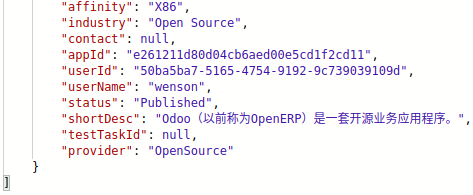 "affinity": "X86",
"industry": "Open Source",
"contact": null,
"appId": "e261211d80d04cb6aed00e5cd1f2cd11",
"userId": "50ba5ba7-5165-4754-9192-9c739039109d",
"userName": "wenson",
"status": "Published",
"shortDesc": "Odoo（以前称为OpenERP）是一套开源业务应用程序。",
"testTaskId": null,
"provider": "OpenSource"
}
]